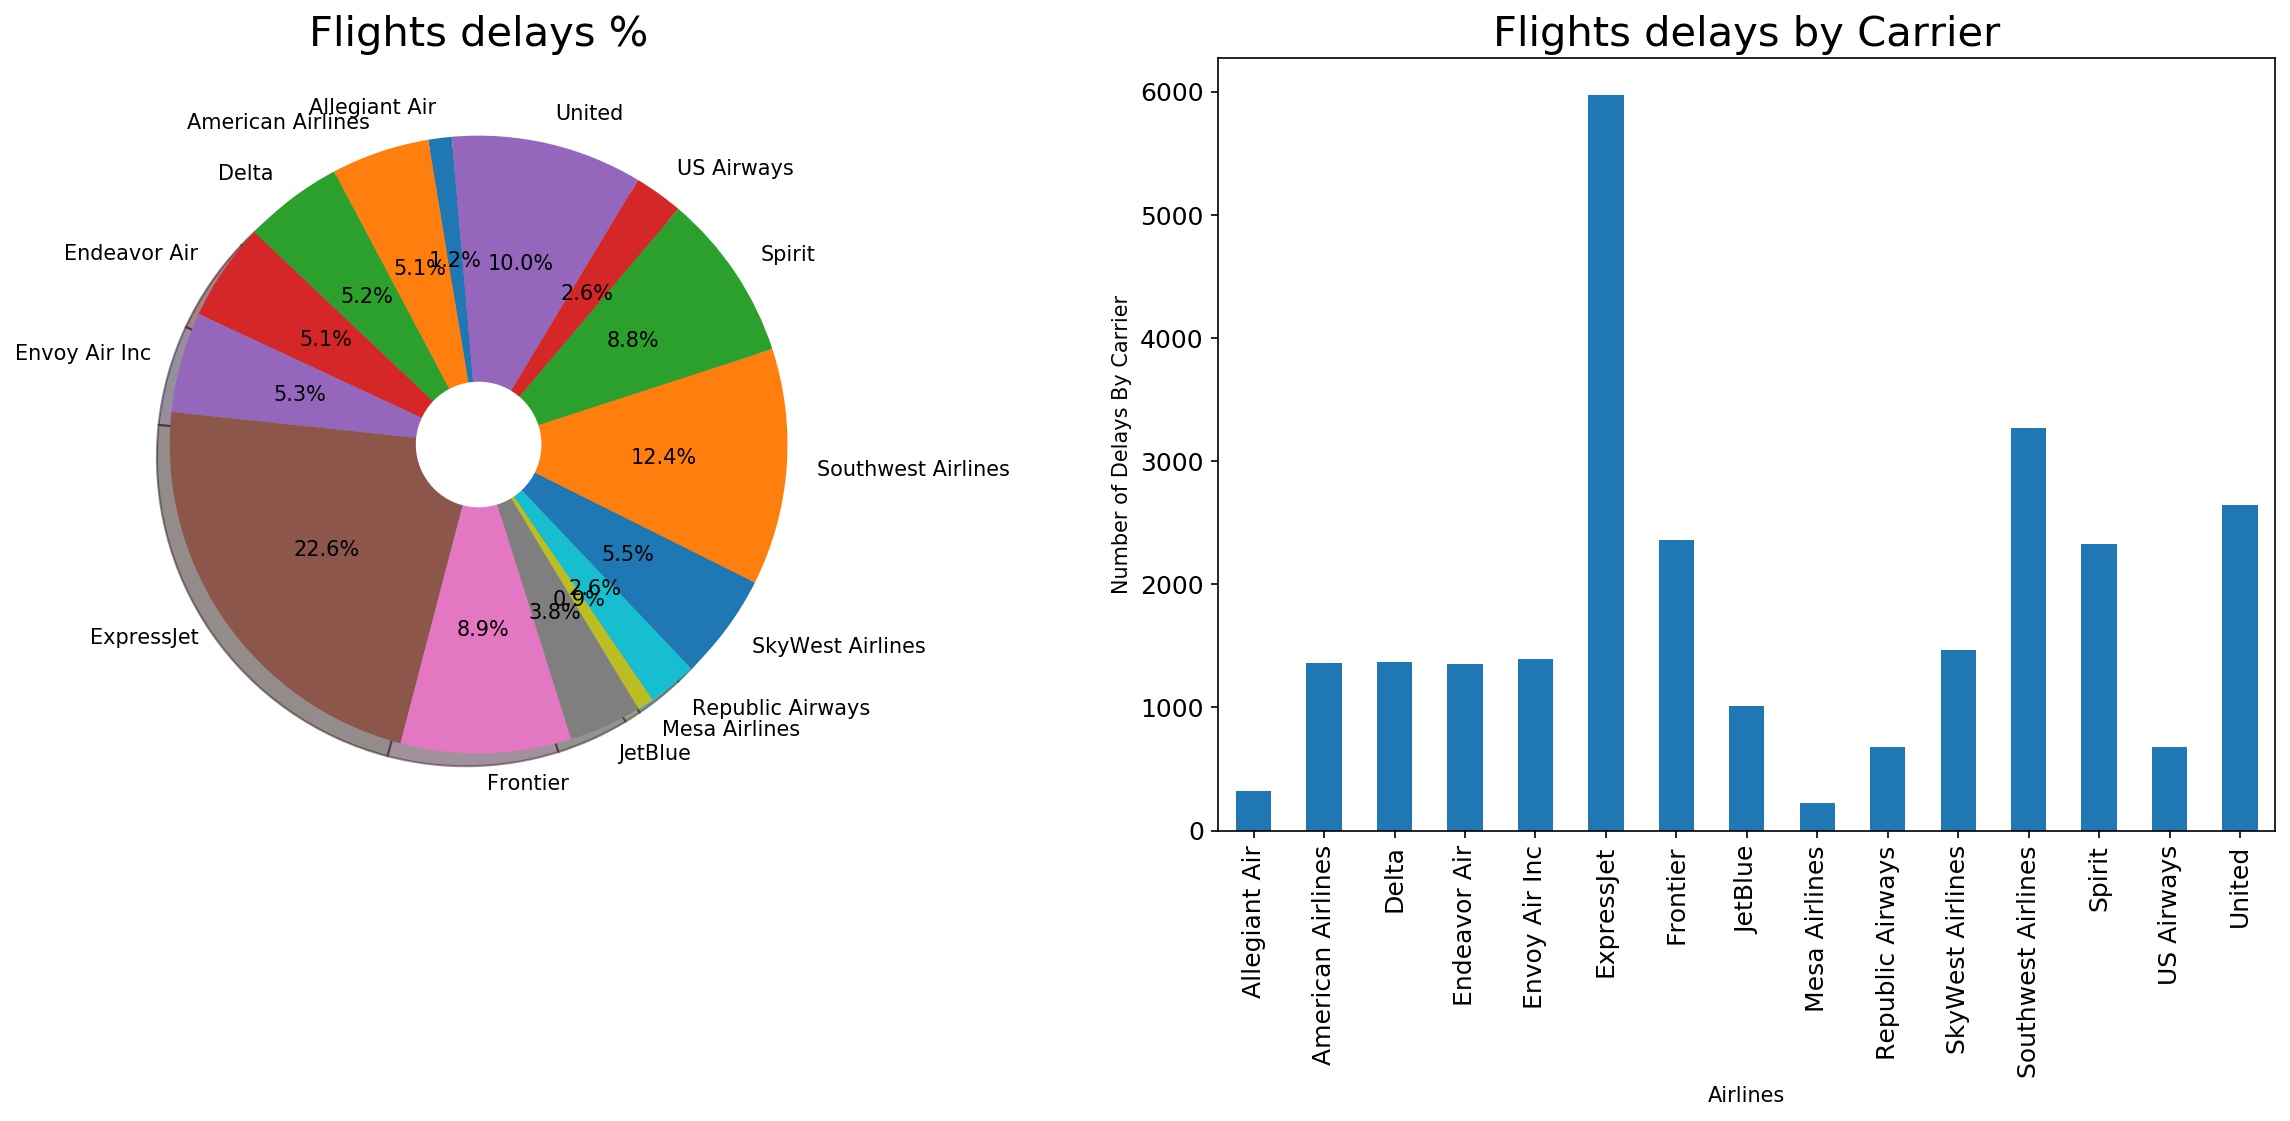 Flights delays %
Allegiant Air
American Airlines
Delta
Endeavor Air
Envoy Air Inc
ExpressJet
Frontier
JetBlue
Mesa Airlines
Republic Airways
SkyWest Airlines
Southwest Airlines
Spirit
US Airways
United
1.2%
5.1%
5.2%
5.1%
5.3%
22.6%
8.9%
3.8%
0.9%
2.6%
5.5%
12.4%
8.8%
2.6%
10.0%
Flights delays by Carrier
Number of Delays By Carrier
6000
5000
4000
3000
2000
1000
0
Allegiant Air
American Airlines
Delta
Endeavor Air
Envoy Air Inc
ExpressJet
Frontier
JetBlue
Mesa Airlines
Republic Airways
SkyWest Airlines
Southwest Airlines
Spirit
US Airways
United
Airlines